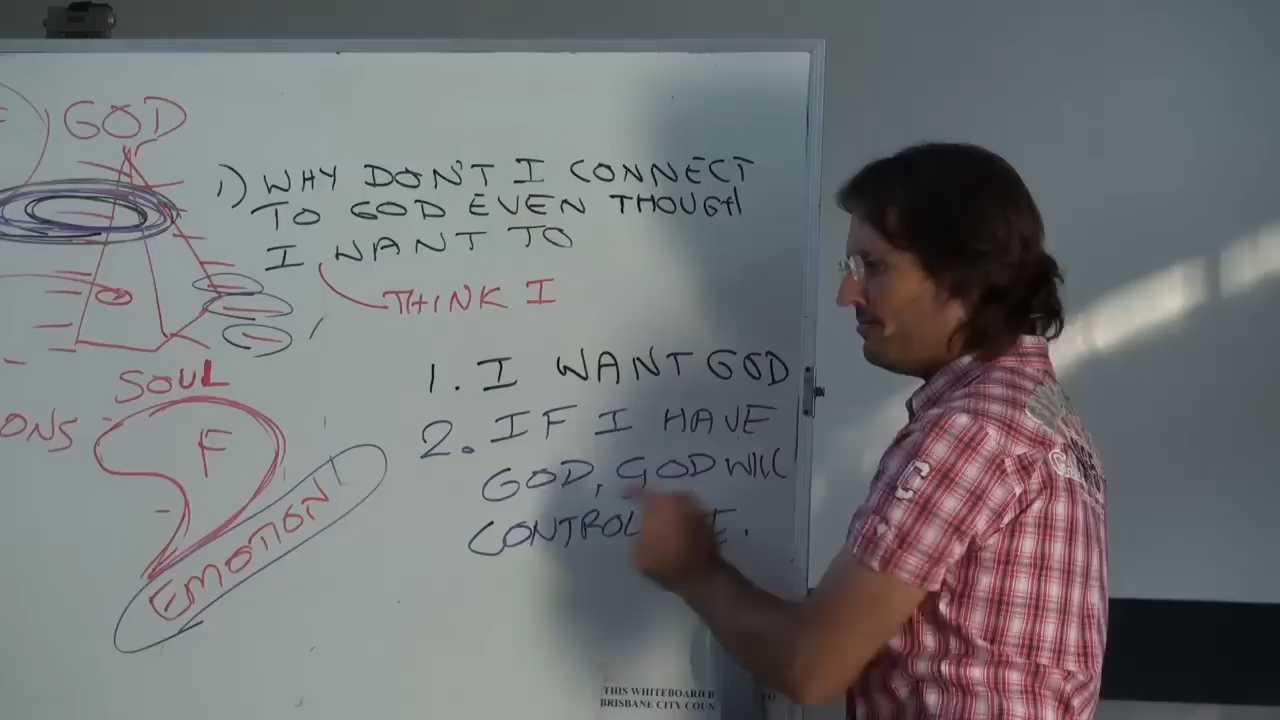 GOD
1) WHY DON'T I CONNECT
TO GOD EVEN THOUGH
I WANT TO
THINK I
SOUL
ONS
F
EMOTION
1. I WANT GOD
2. IF I HAVE
GOD, GOD WILL
CONTROL
THIS WHITEBOARD B
BRISBANE CITY COUN